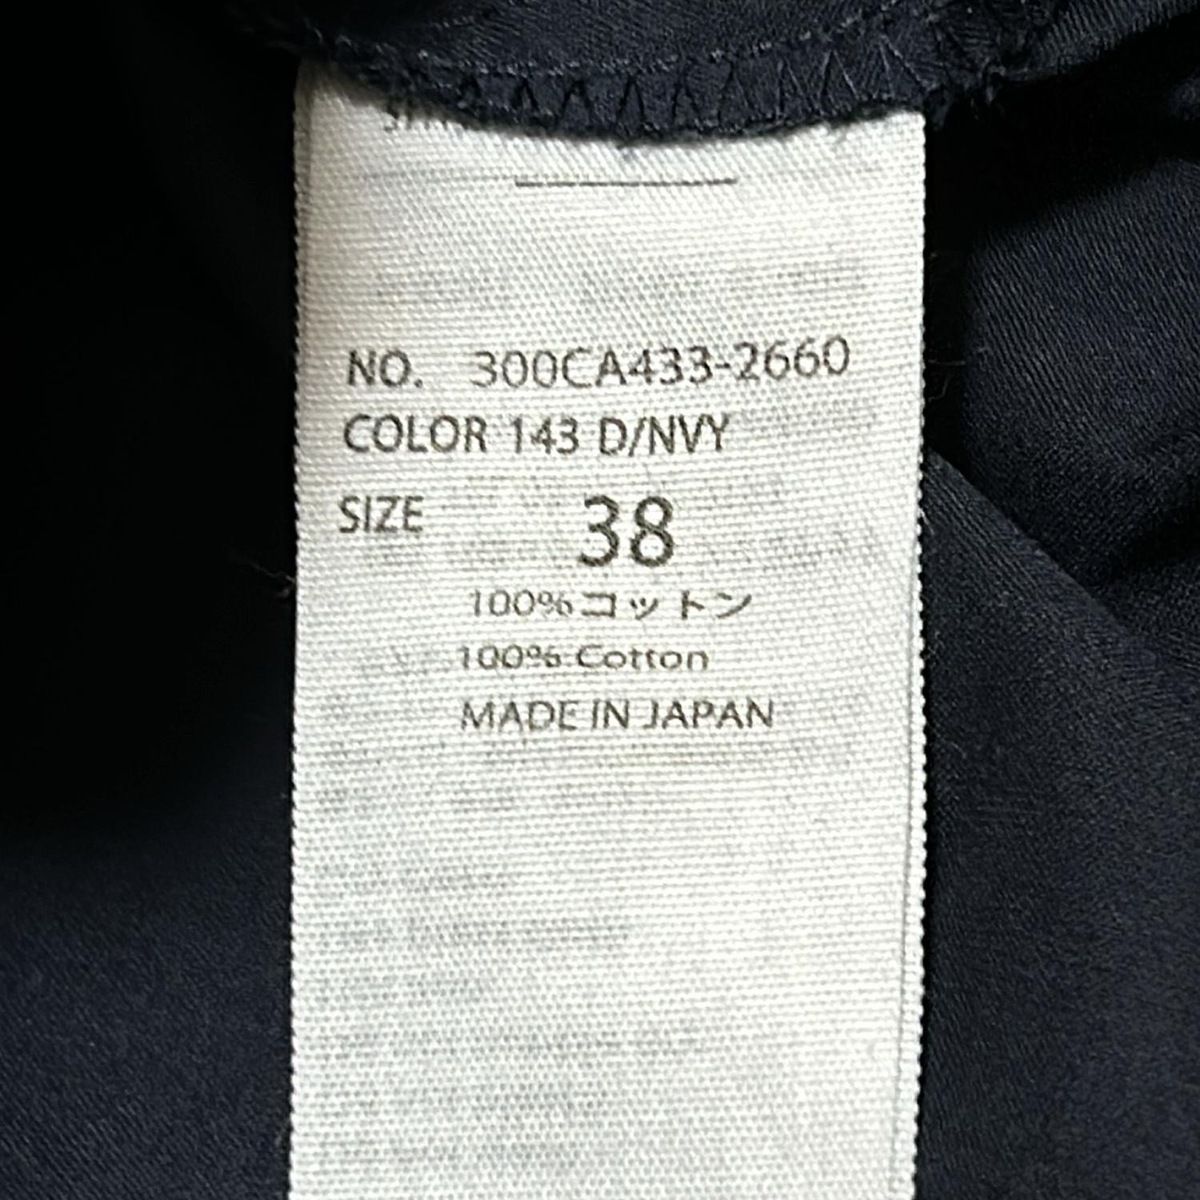 NO. 300CA433-2660
COLOR 143 D/NVY
SIZE 38
100%コットン
100% Cotton
MADE IN JAPAN